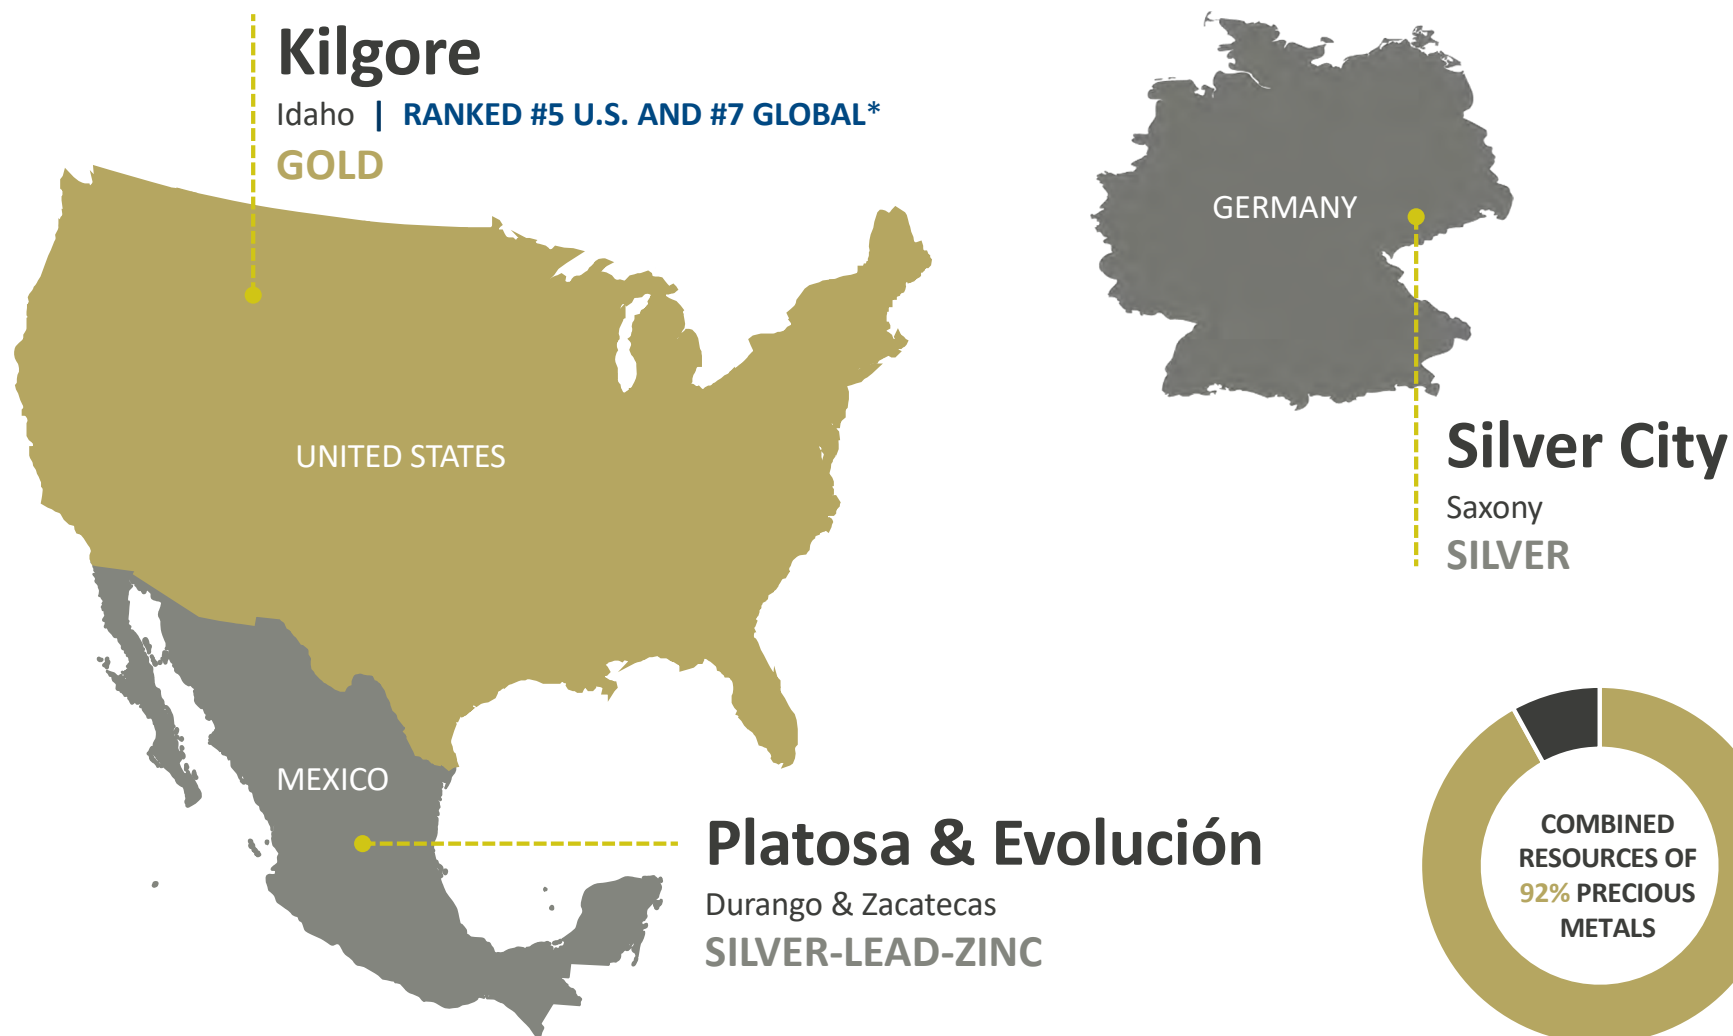 Kilgore
Idaho | RANKED #5 U.S. AND #7 GLOBAL*
GOLD
UNITED STATES
GERMANY
Silver City
Saxony
SILVER
MEXICO
Platosa & Evolución
Durango & Zacatecas
SILVER-LEAD-ZINC
COMBINED
RESOURCES OF
92% PRECIOUS
METALS